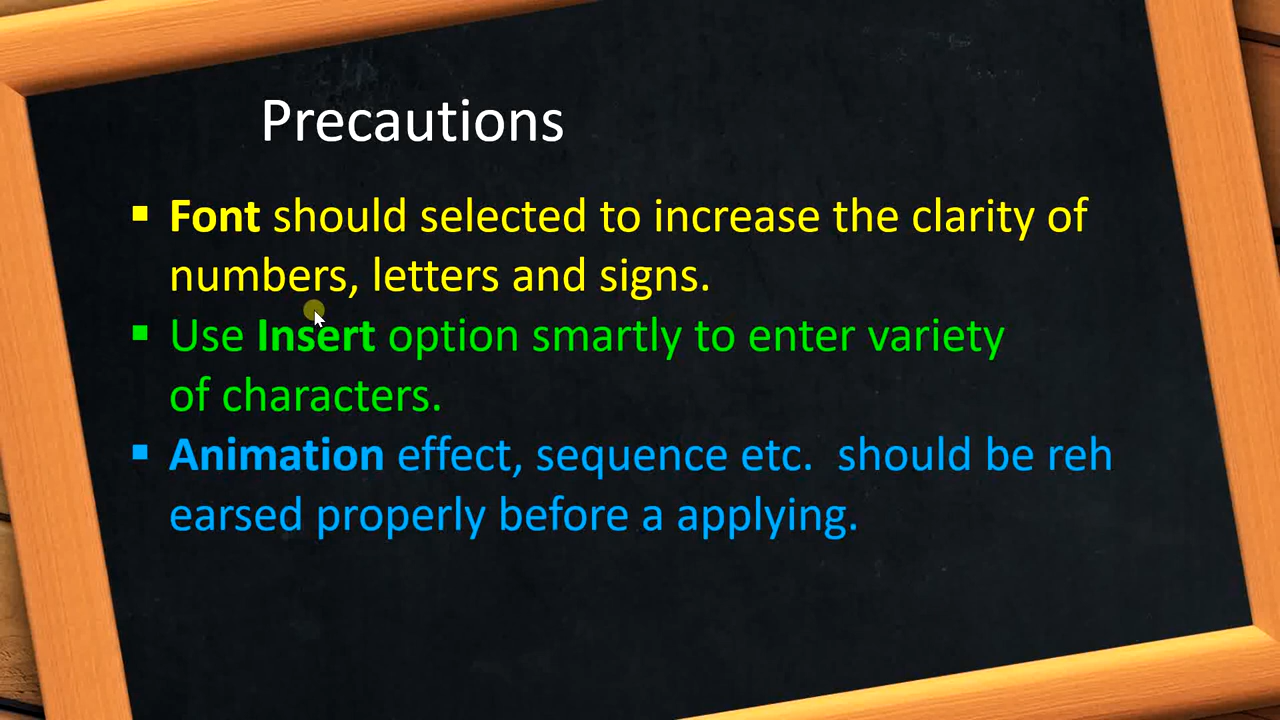 Precautions
▪ Font should selected to increase the clarity of
numbers, letters and signs.
▪ Use Insert option smartly to enter variety
of characters.
▪ Animation effect, sequence etc.  should be reh
earsed properly before a applying.